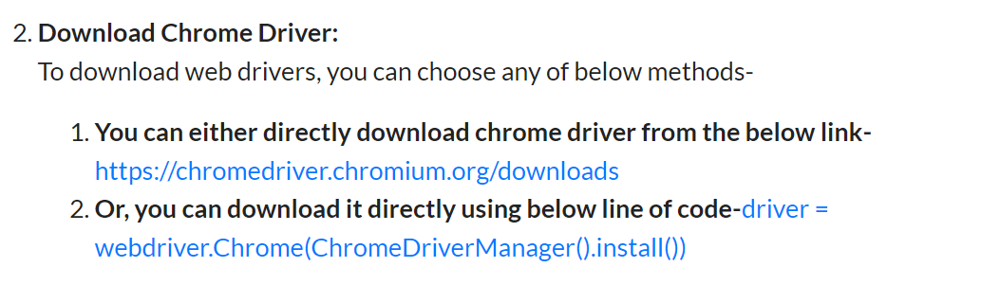 2. Download Chrome Driver:
To download web drivers, you can choose any of below methods-
1. You can either directly download chrome driver from the below link-
https://chromedriver.chromium.org/downloads
2. Or, you can download it directly using below line of code-driver =
webdriver.Chrome(ChromeDriverManager().install())